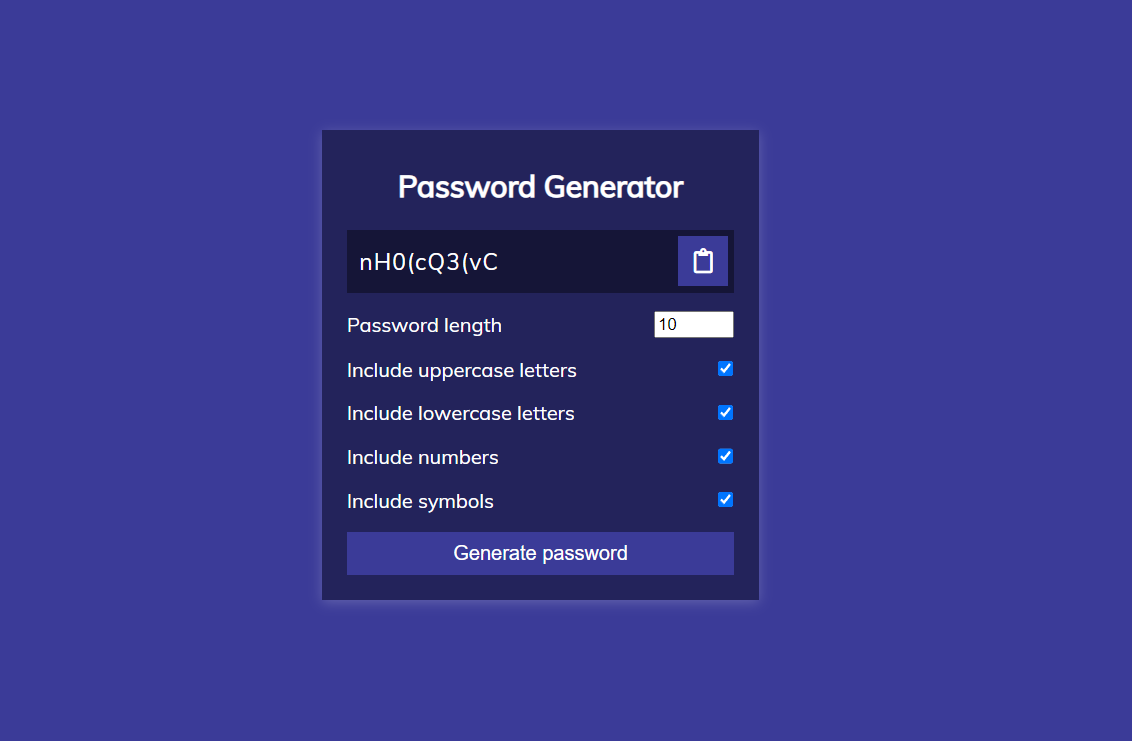 Password Generator
nH0(cQ3(vC
Password length 10
Include uppercase letters
Include lowercase letters
Include numbers
Include symbols
Generate password